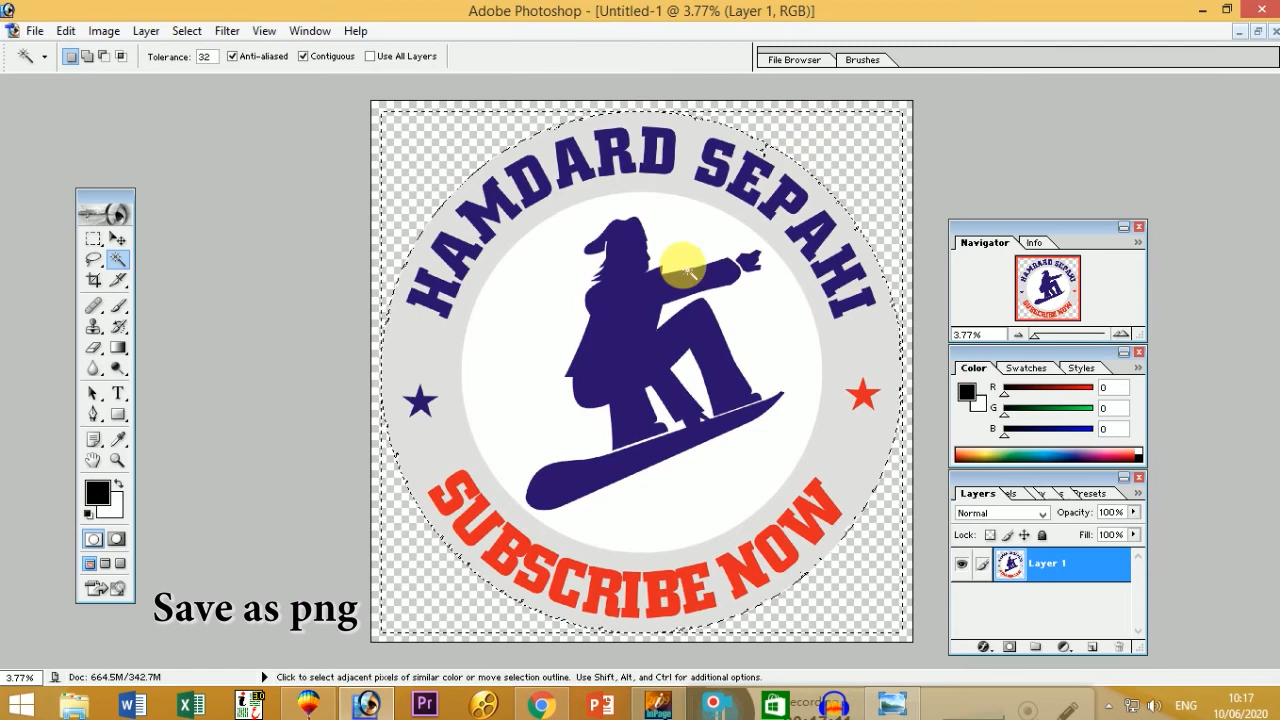 Adobe Photoshop - [Untitled-1 @ 3.77% (Layer 1, RGB)]
File Edit Image Layer Select Filter View Window Help
Tolerance: 32 Anti-aliased Contiguous Use All Layers
File Browser Brushes
HAMDARD SEPAHI
SUBSCRIBE NOW
Navigator Info
3.77%
Color Swatches Styles
R 0
G 0
B 0
Layers Presets
Normal Opacity: 100%
Lock: Fill: 100%
Layer 1
Save as png
3.77% Doc: 664.5M/342.7M Click to select adjacent pixels of similar color or move selection outline. Use Shift, Alt, and Ctrl for additional options.
Pr
InPage
ENG
10:17
10/06/2020